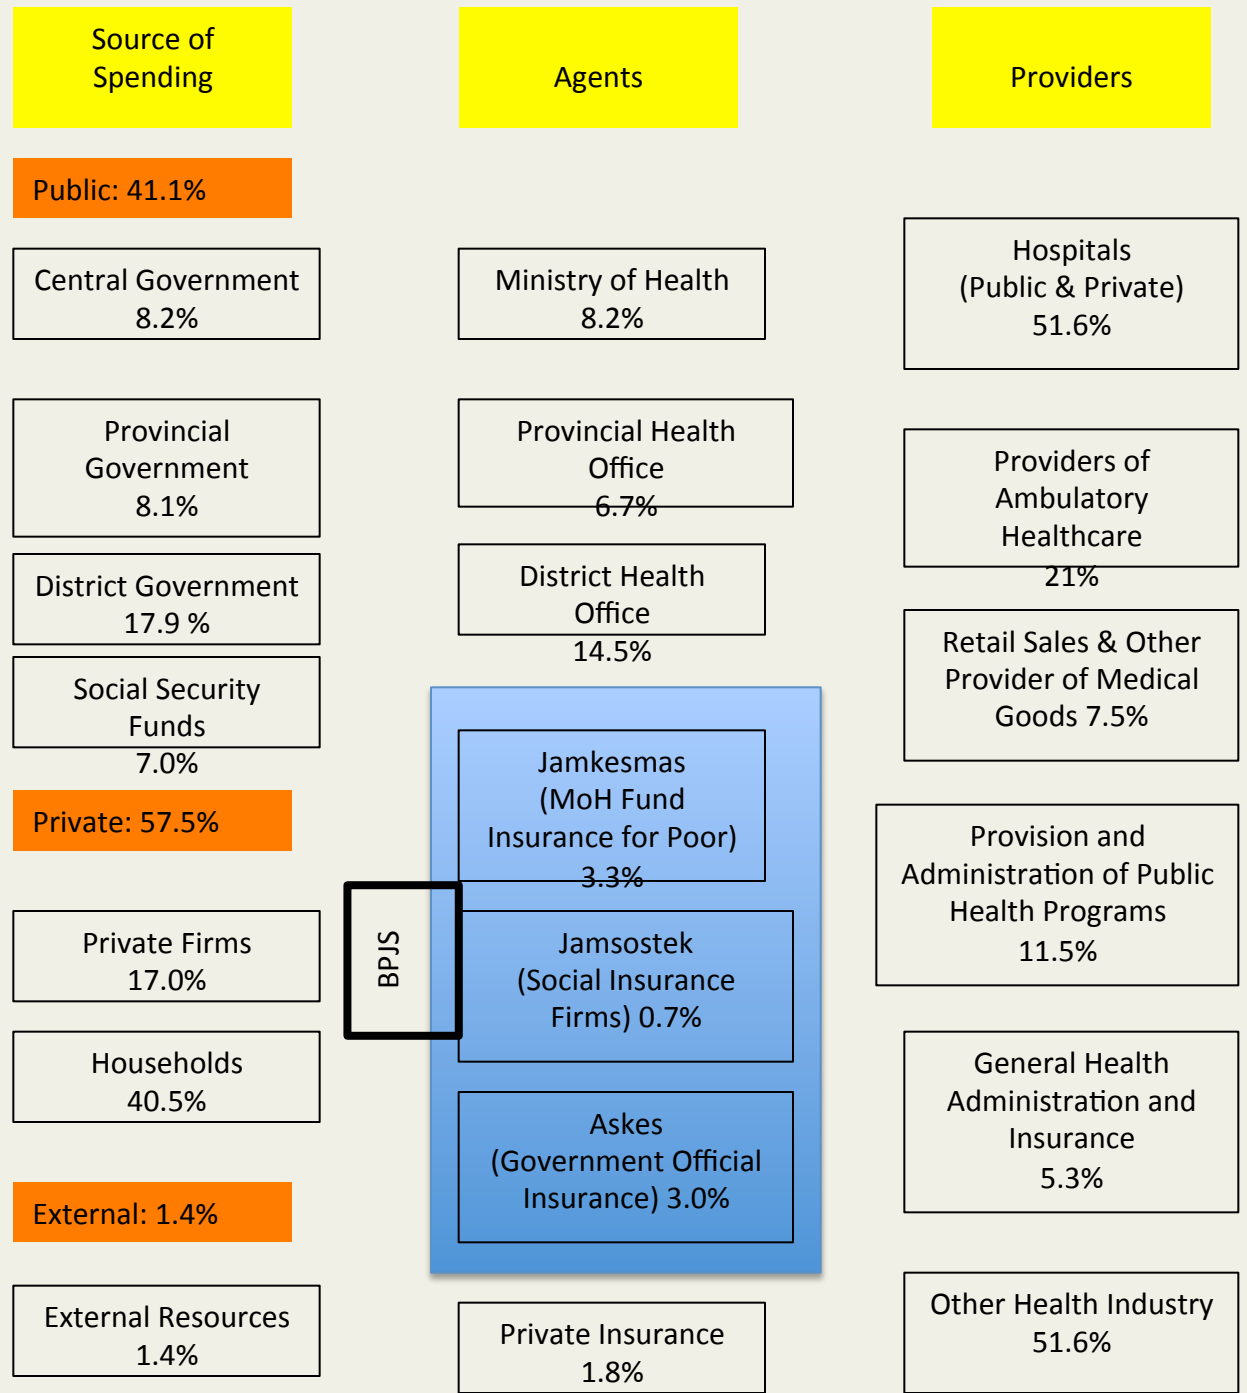 Source of
Spending
Agents
Providers
Public: 41.1%
Central Government
8.2%
Provincial
Government
8.1%
District Government
17.9 %
Social Security
Funds
7.0%
Private: 57.5%
Private Firms
17.0%
Households
40.5%
External: 1.4%
External Resources
1.4%
Ministry of Health
8.2%
Provincial Health
Office
6.7%
District Health
Office
14.5%
Jamkesmas
(MoH Fund
Insurance for Poor)
3.3%
BPJS
Jamsostek
(Social Insurance
Firms) 0.7%
Askes
(Government Official
Insurance) 3.0%
Private Insurance
1.8%
Hospitals
(Public & Private)
51.6%
Providers of
Ambulatory
Healthcare
21%
Retail Sales & Other
Provider of Medical
Goods 7.5%
Provision and
Administration of Public
Health Programs
11.5%
General Health
Administration and
Insurance
5.3%
Other Health Industry
51.6%